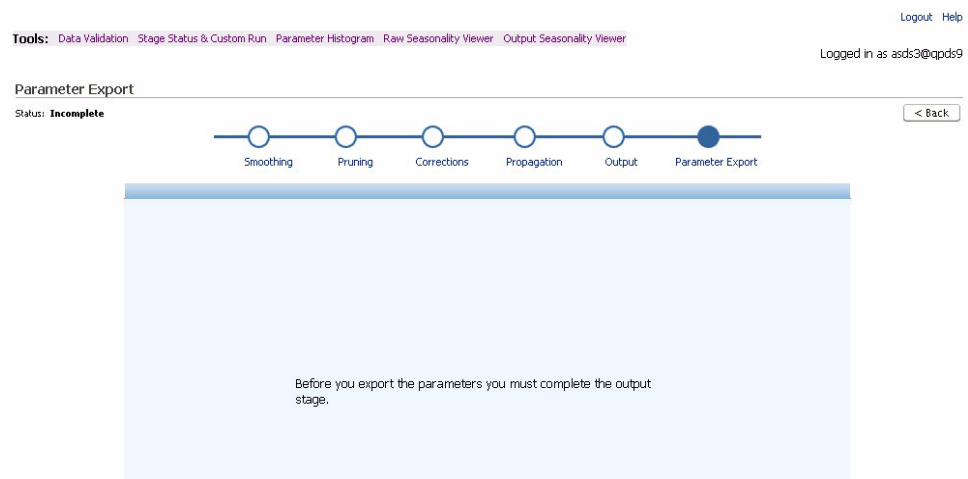 Logout Help
Tools: Data Validation Stage Status & Custom Run Parameter Histogram Raw Seasonality Viewer Output Seasonality Viewer
Logged in as asds3@qpds9
Parameter Export
Status: Incomplete
< Back
Smoothing Pruning Corrections Propagation Output Parameter Export
Before you export the parameters you must complete the output
stage.